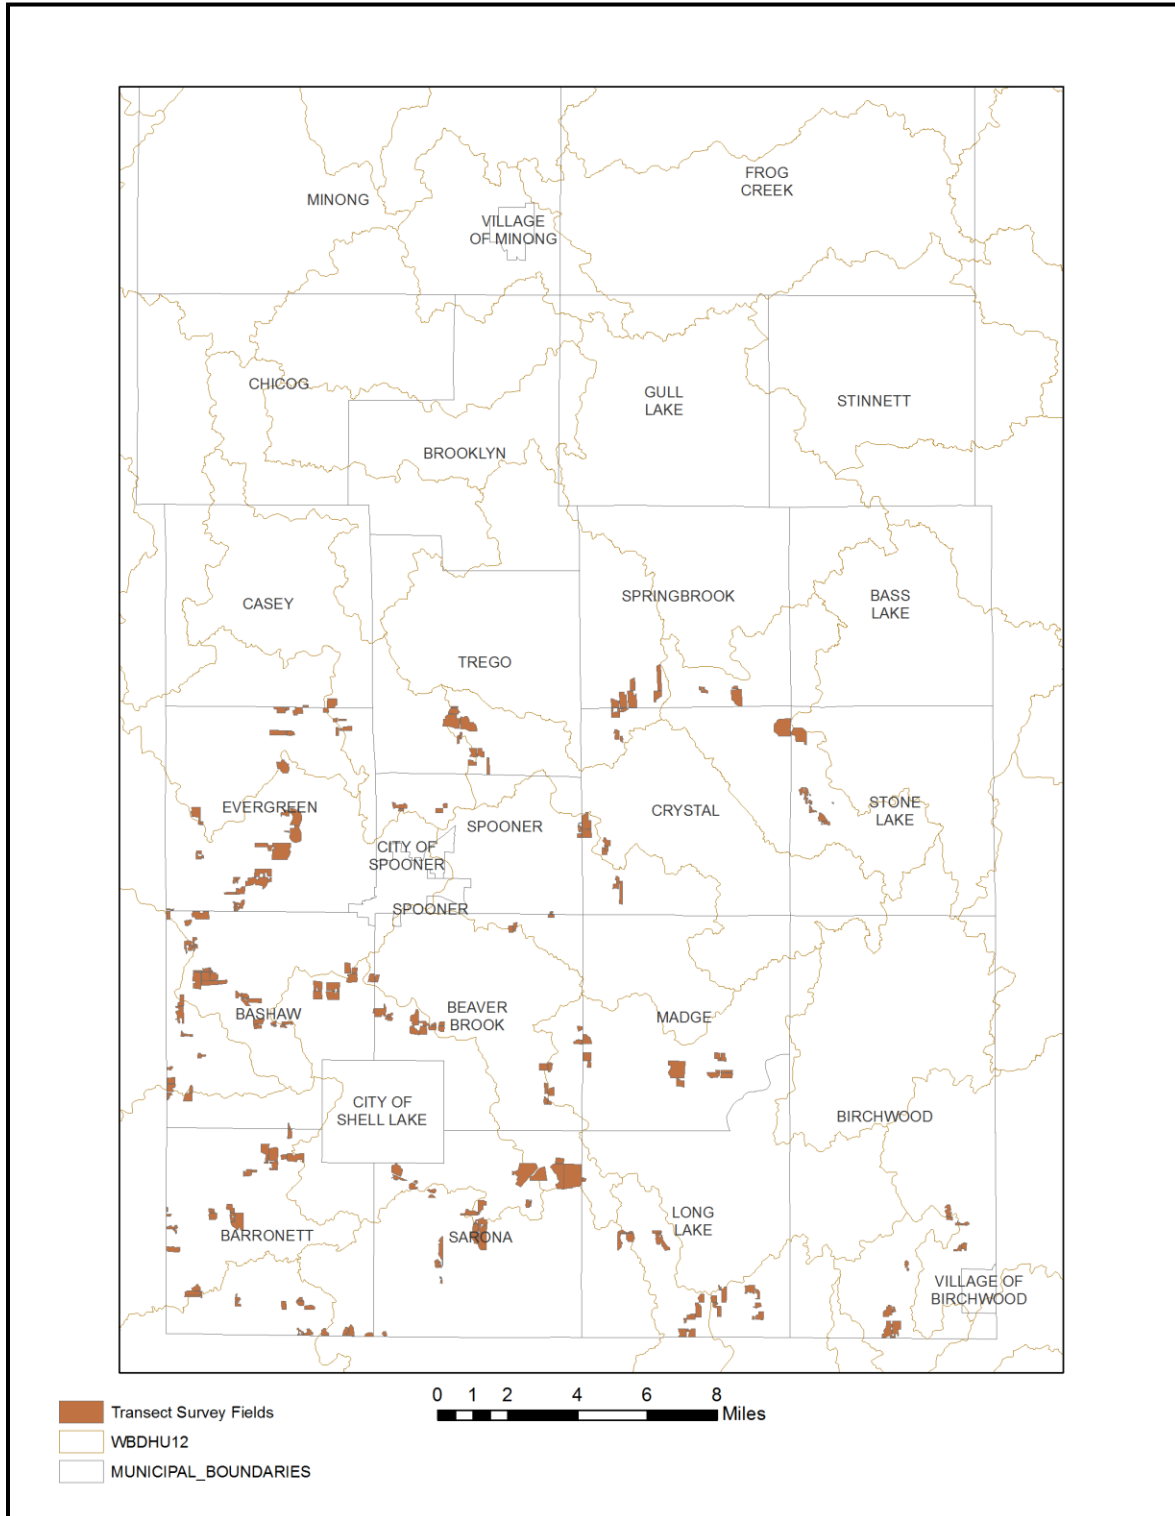 FROG
CREEK
MINONG
VILLAGE
OF MINONG
CHICOG
GULL
LAKE
STINNETT
BROOKLYN
CASEY
SPRINGBROOK
BASS
LAKE
TREGO
EVERGREEN
SPOONER
CRYSTAL
STONE
LAKE
CITY OF
SPOONER
SPOONER
BASHAW
BEAVER
BROOK
MADGE
CITY OF
SHELL LAKE
BIRCHWOOD
BARRONETT
SARONA
LONG
LAKE
VILLAGE OF
BIRCHWOOD
0 1 2 4 6 8
Miles
Transect Survey Fields
WBDHU12
MUNICIPAL_BOUNDARIES